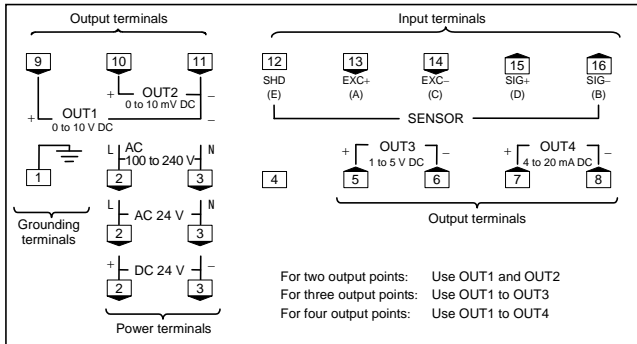 Output terminals
Input terminals
9 10 11 12 13 14 15 16
SHD EXC+ EXC− SIG+ SIG−
(E) (A) (C) (D) (B)
+ OUT2 −
0 to 10 mV DC
+ OUT1 −
0 to 10 V DC
SENSOR
L AC N
100 to 240 V
+ OUT3 −
1 to 5 V DC
+ OUT4 −
4 to 20 mA DC
1 2 3 4 5 6 7 8
Grounding
terminals
L AC 24 V N
2 3
Output terminals
+ DC 24 V −
2 3
Power terminals
For two output points: Use OUT1 and OUT2
For three output points: Use OUT1 to OUT3
For four output points: Use OUT1 to OUT4